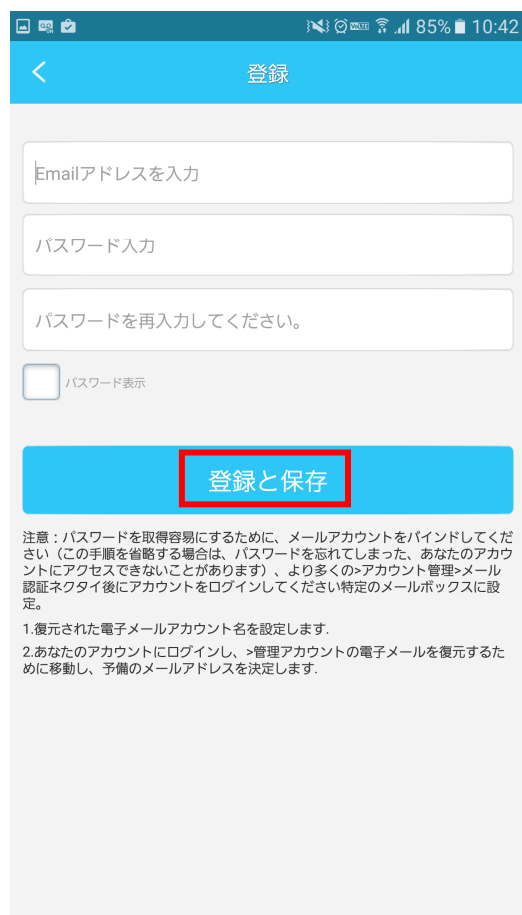 85% 10:42
登録
Emailアドレスを入力
パスワード入力
パスワードを再入力してください。
パスワード表示
登録と保存
注意：パスワードを取得容易にするために、メールアカウントをバインドしてくだ
さい（この手順を省略する場合は、パスワードを忘れてしまった、あなたのアカウ
ントにアクセスできないことがあります）、より多くの>アカウント管理>メール
認証ネクタイ後にアカウントをログインしてください特定のメールボックスに設
定。
1.復元された電子メールアカウント名を設定します.
2.あなたのアカウントにログインし、>管理アカウントの電子メールを復元するた
めに移動し、予備のメールアドレスを決定します.